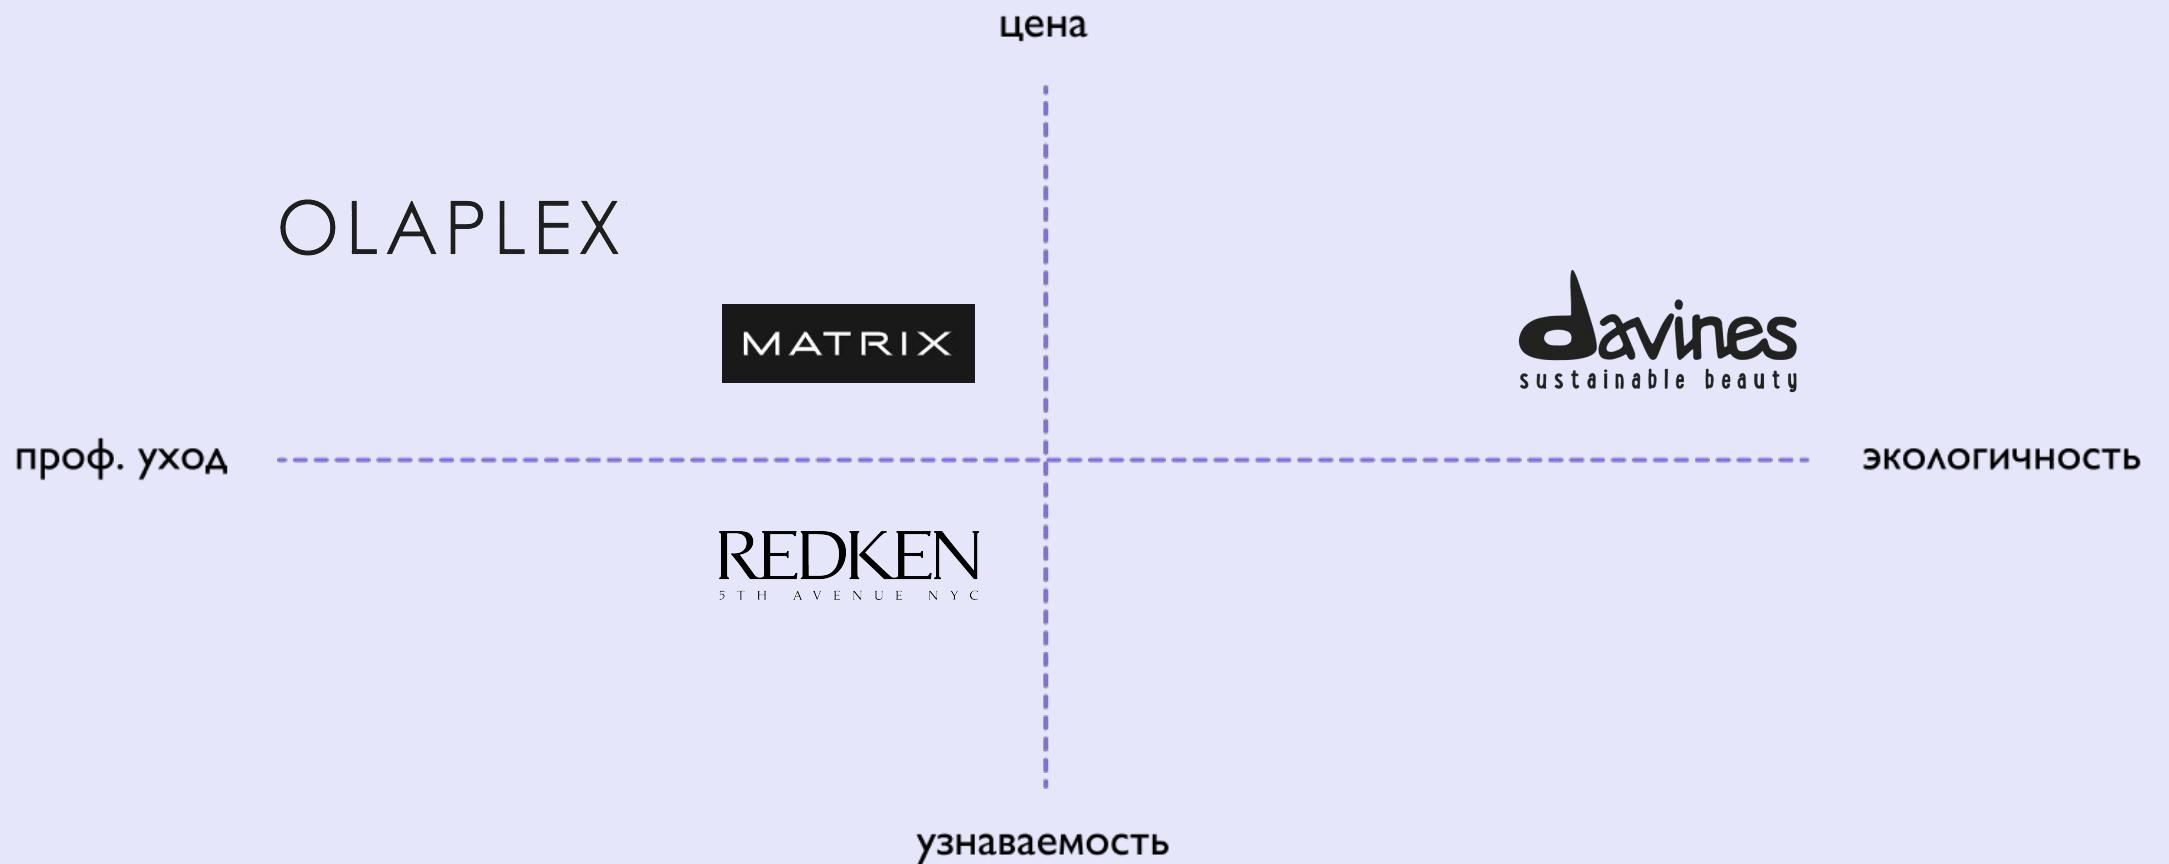 цена
OLAPLEX
MATRIX
davines
sustainable beauty
проф. уход
экологичность
REDKEN
5TH AVENUE NYC
узнаваемость